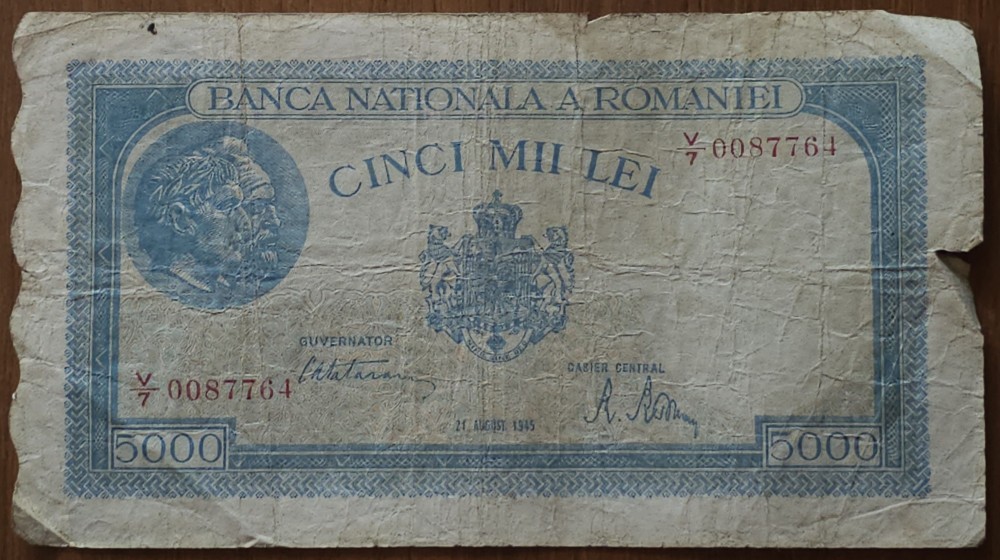 BANCA NATIONALA A ROMANIEI
CINCI MII LEI
V/7 0087764
GUVERNATOR
CASIER CENTRAL
V/7 0087764
21 AUGUST 1945
5000
5000